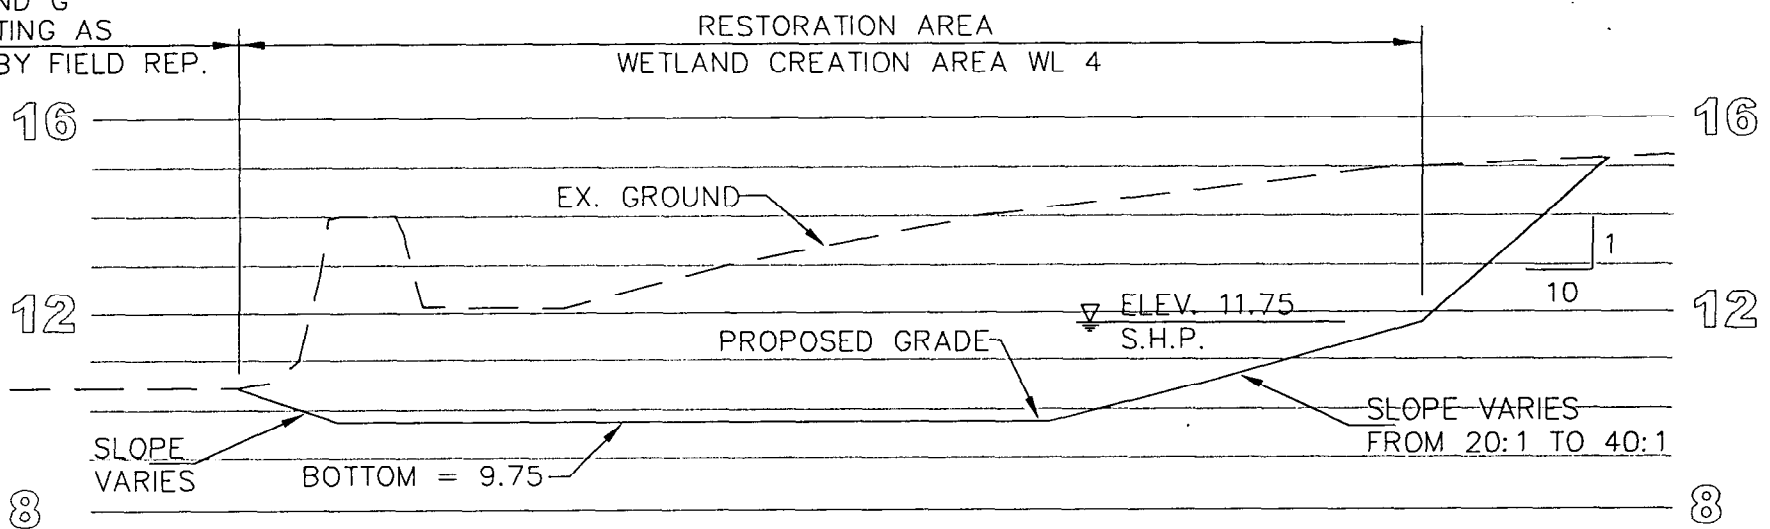 ND G
TING AS
BY FIELD REP.
RESTORATION AREA
WETLAND CREATION AREA WL 4
16
16
EX. GROUND
1
10
12
ELEV. 11.75
S.H.P.
12
PROPOSED GRADE
SLOPE VARIES
FROM 20:1 TO 40:1
SLOPE
VARIES
BOTTOM = 9.75
8
8